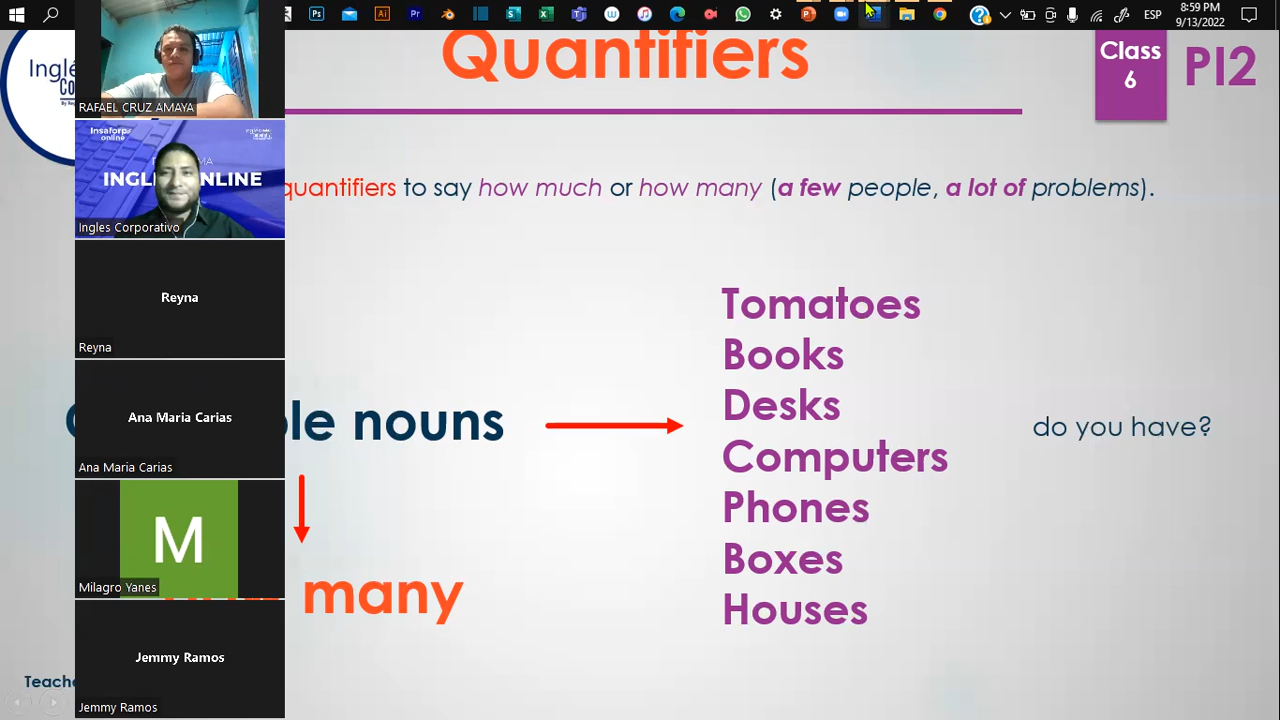 8:59 PM
ESP
9/13/2022
Quantifiers
Class
6
PI2
RAFAEL CRUZ AMAYA
Insaforp
online
Ingles Corporativo
quantifiers to say how much or how many (a few people, a lot of problems).
Reyna
Reyna
Tomatoes
Books
Desks
Computers
Phones
Boxes
Houses
nouns
do you have?
many
Ana Maria Carias
Ana Maria Carias
M
Milagro Yanes
Jemmy Ramos
Jemmy Ramos